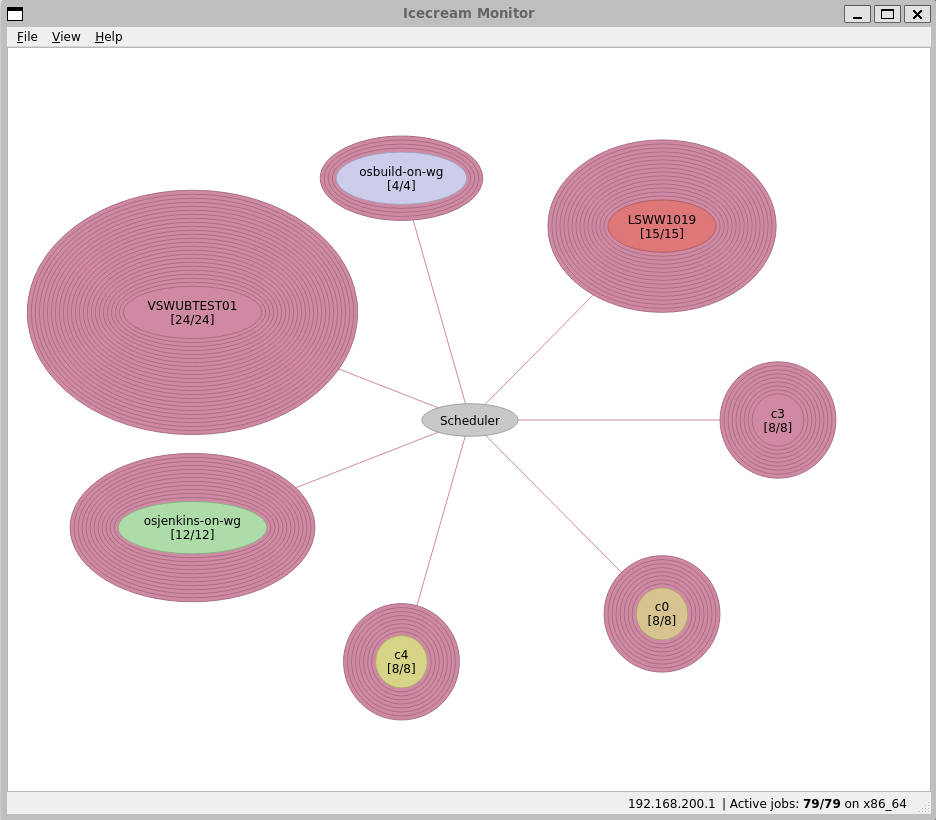 Icecream Monitor
File View Help
osbuild-on-wg
[4/4]
LSWW1019
[15/15]
VSWUBTEST01
[24/24]
c3
[8/8]
Scheduler
osjenkins-on-wg
[12/12]
c0
[8/8]
c4
[8/8]
192.168.200.1 | Active jobs: 79/79 on x86_64